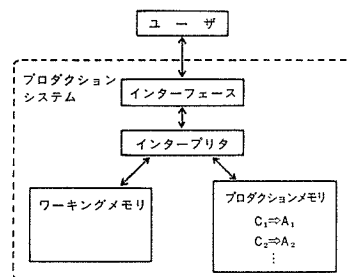 ユーザ
プロダクション
システム
インターフェース
インタープリタ
ワーキングメモリ
プロダクションメモリ
C₁⇒A₁
C₂⇒A₂
⋮